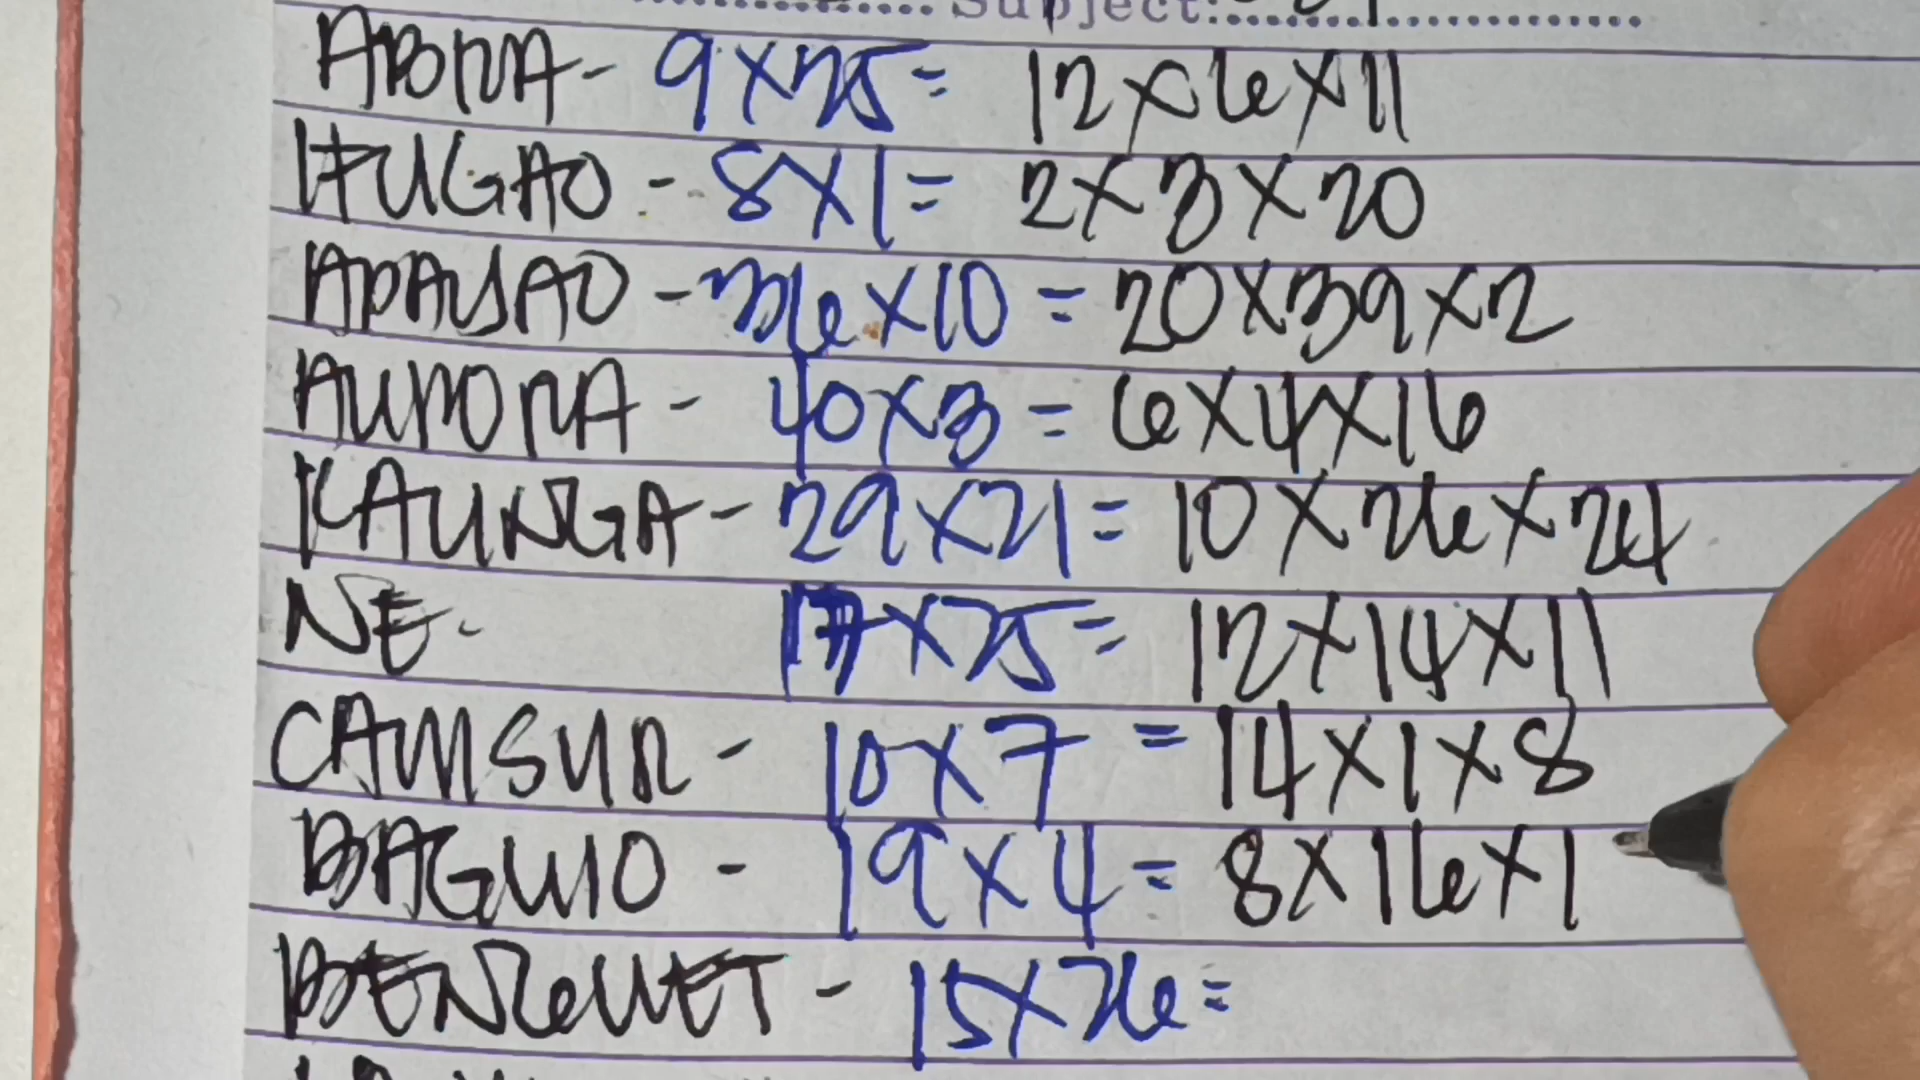 Subject:
ABRA - 9X25 = 12X6X11
IFUGAO - 8X1 = 2X3X20
APAYAO - 36X10 = 20X39X2
AURORA - 40X3 = 6X4X16
KALINGA - 29X21 = 10X26X24
NE - 17X25 = 12X14X11
CAMSUR - 10X7 = 14X1X8
BAGUIO - 19X4 = 8X16X1
BENGUET - 15X26 =